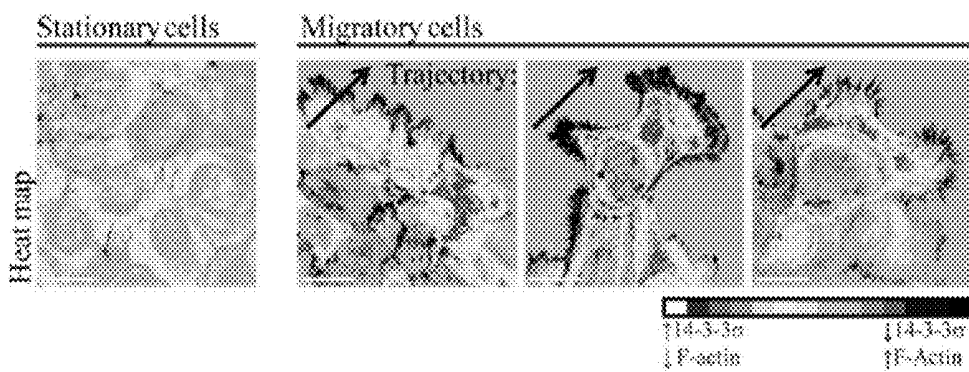 Stationary cells
Migratory cells
Trajectory:
Heat map
↑14-3-3σ
↓14-3-3σ
↓ F-actin
↑F-Actin